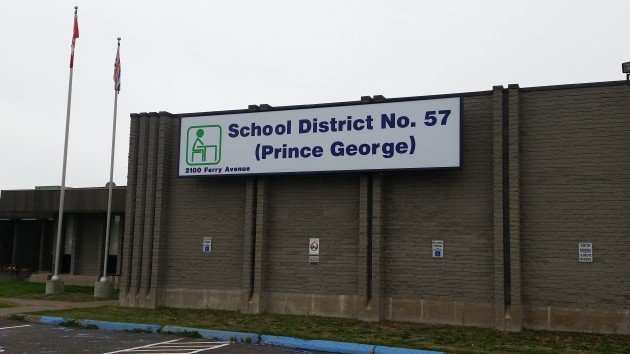 School District No. 57
(Prince George)
2100 Ferry Avenue